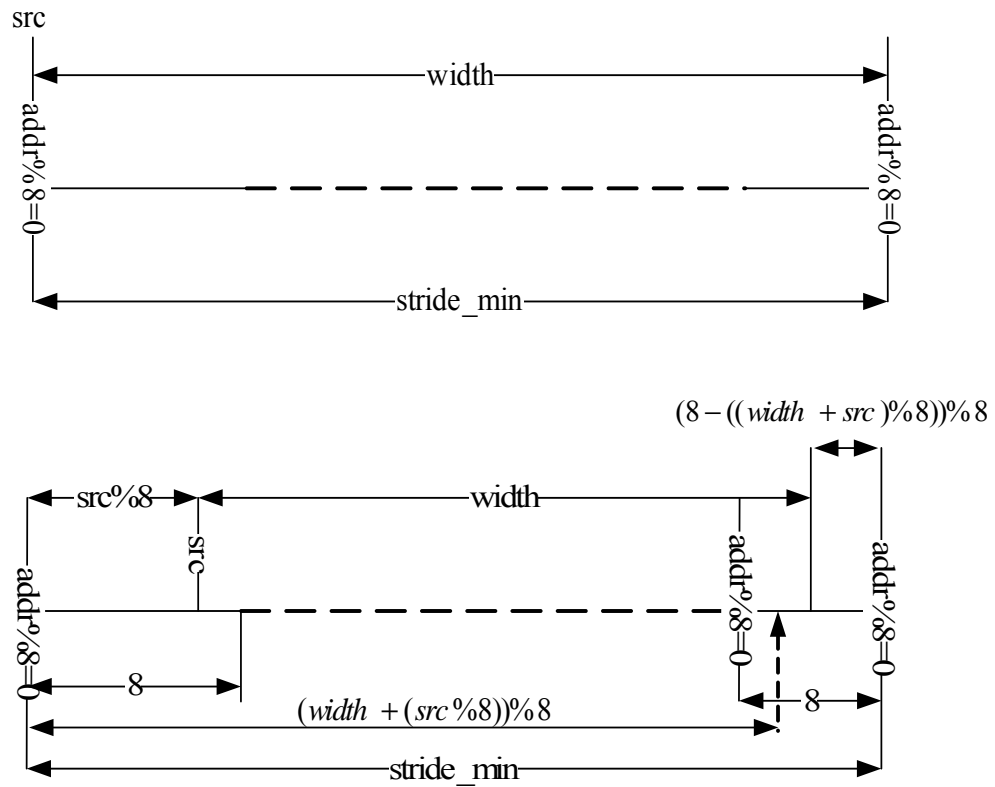 src
width
addr%8=0
addr%8=0
stride_min
(8−((width + src)%8))%8
src%8
width
src
addr%8=0
addr%8=0
addr%8=0
8
8
(width + (src%8))%8
stride_min